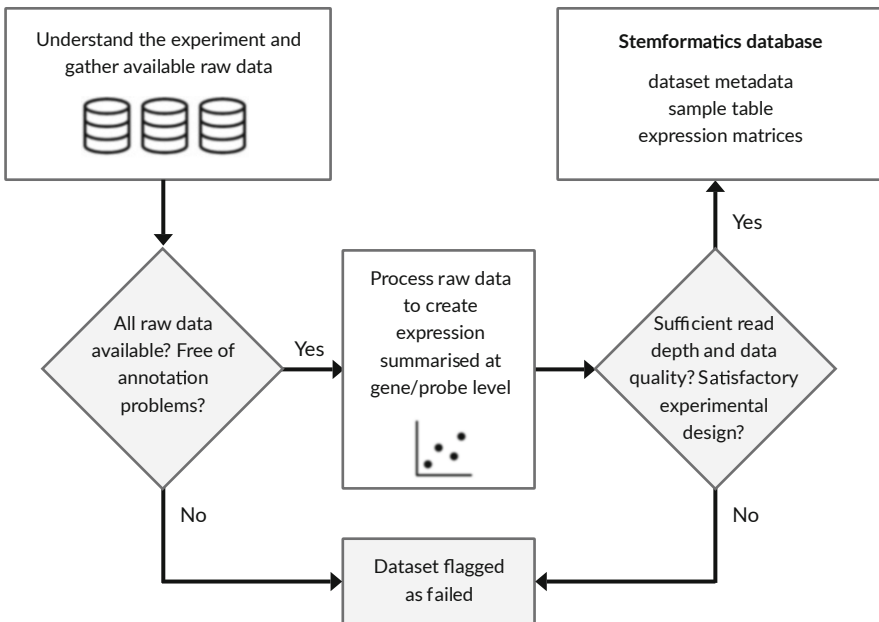 Understand the experiment and
gather available raw data
Stemformatics database
dataset metadata
sample table
expression matrices
Yes
All raw data
available? Free of
annotation
problems?
Yes
Process raw data
to create
expression
summarised at
gene/probe level
Sufficient read
depth and data
quality? Satisfactory
experimental
design?
No
No
Dataset flagged
as failed